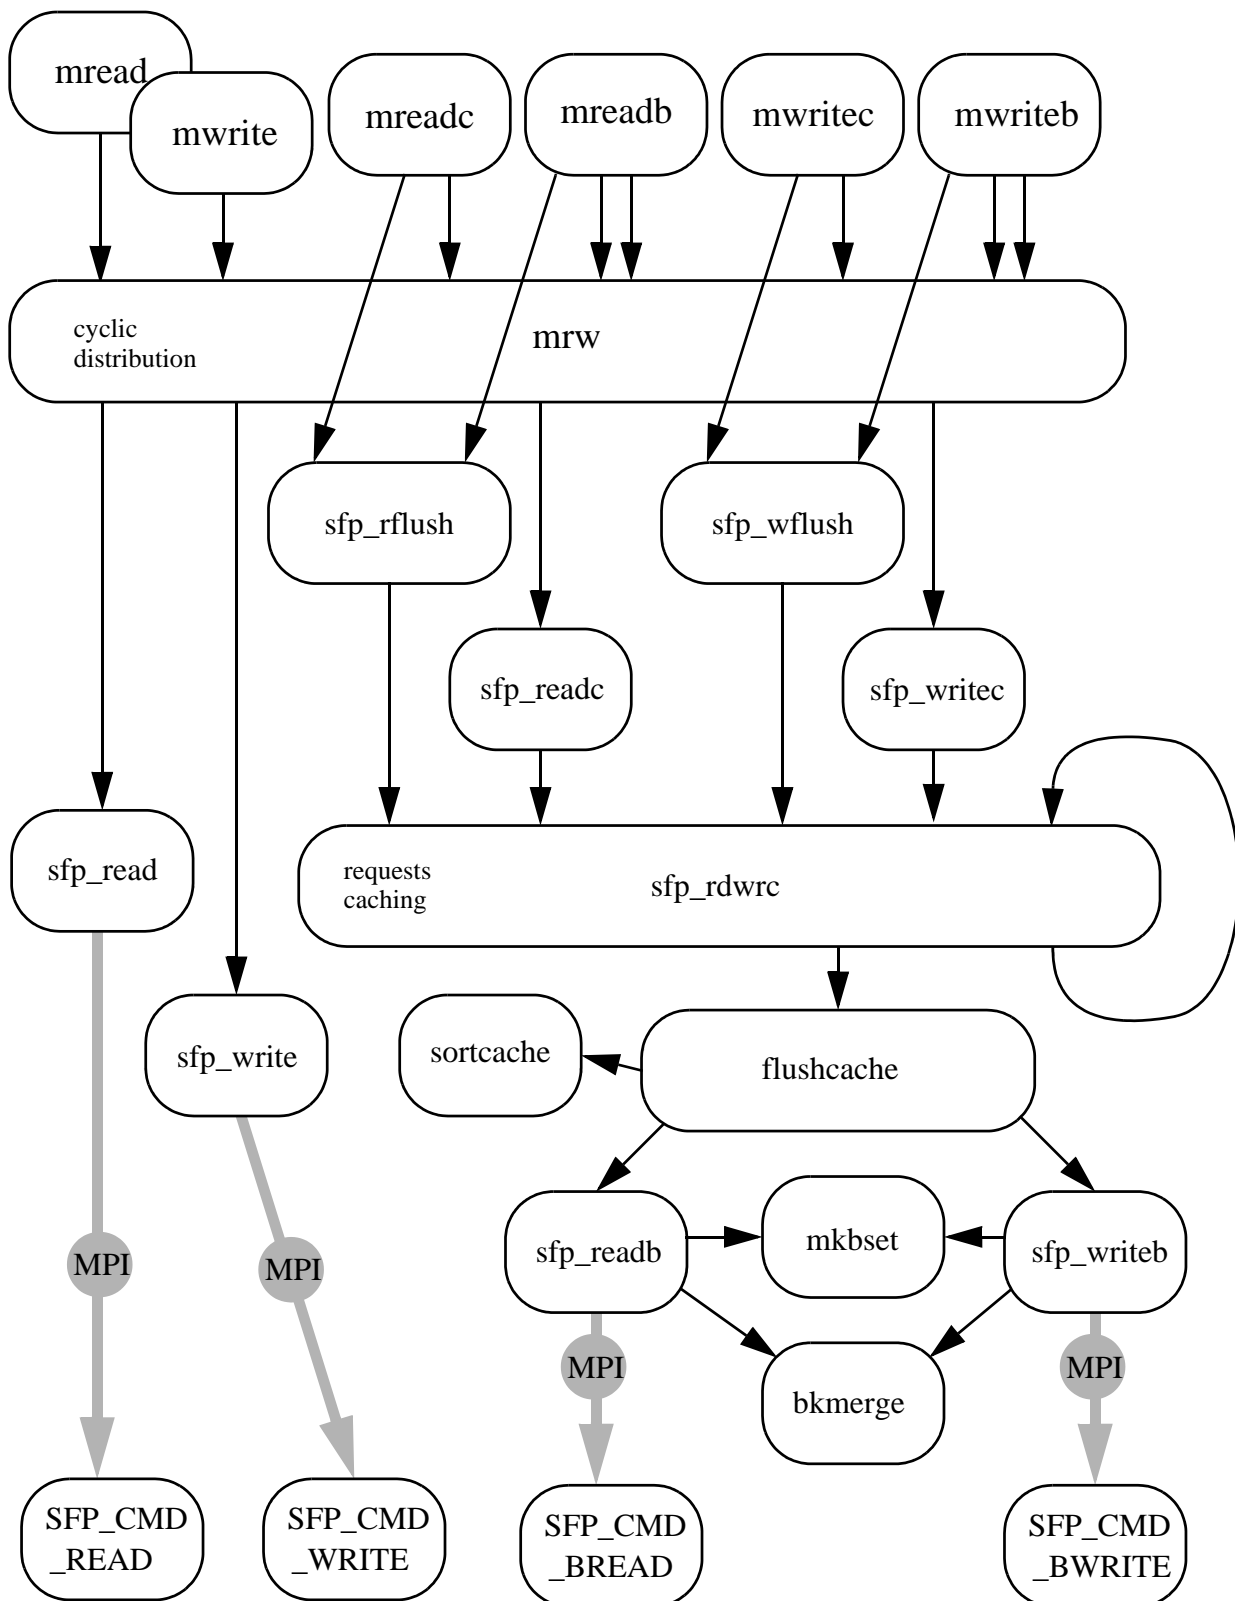 mread
mwrite
mreadc
mreadb
mwritec
mwriteb
cyclic
distribution
mrw
sfp_rflush
sfp_wflush
sfp_readc
sfp_writec
sfp_read
requests
caching
sfp_rdwrc
sfp_write
sortcache
flushcache
sfp_readb
mkbset
sfp_writeb
MPI
MPI
MPI
MPI
bkmerge
SFP_CMD
_READ
SFP_CMD
_WRITE
SFP_CMD
_BREAD
SFP_CMD
_BWRITE